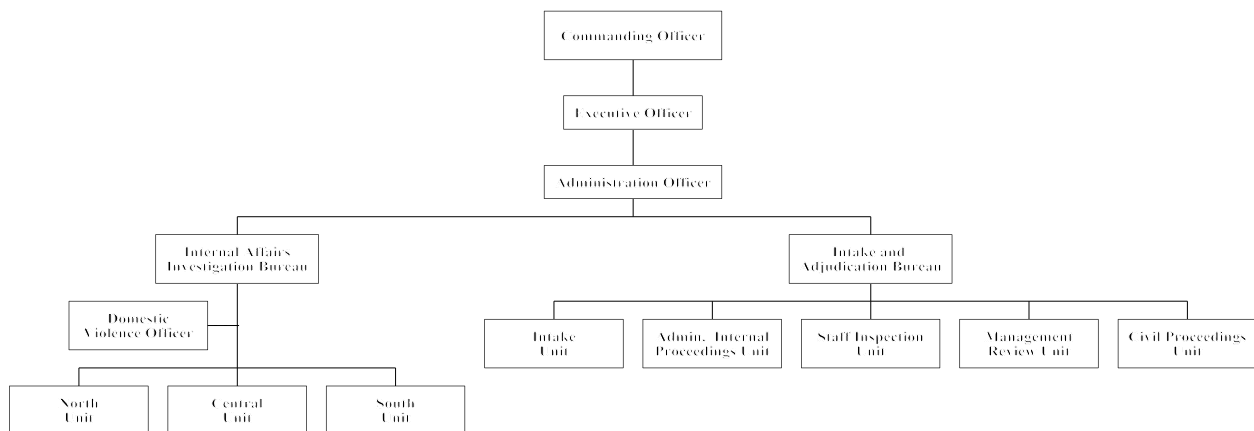 Commanding Officer
Executive Officer
Administration Officer
Internal Affairs
Investigation Bureau
Intake and
Adjudication Bureau
Domestic
Violence Officer
Intake
Unit
Admin. Internal
Proceedings Unit
Staff Inspection
Unit
Management
Review Unit
Civil Proceedings
Unit
North
Unit
Central
Unit
South
Unit